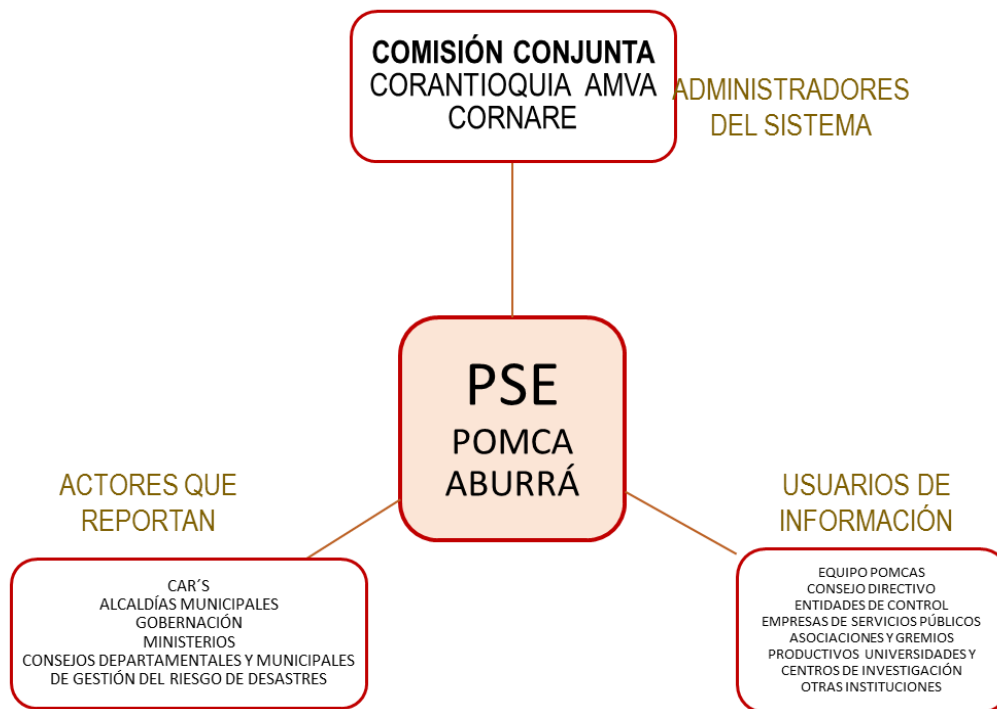 COMISIÓN CONJUNTA
CORANTIOQUIA AMVA
CORNARE
ADMINISTRADORES
DEL SISTEMA
PSE
POMCA
ABURRÁ
ACTORES QUE
REPORTAN
CAR´S
ALCALDÍAS MUNICIPALES
GOBERNACIÓN
MINISTERIOS
CONSEJOS DEPARTAMENTALES Y MUNICIPALES
DE GESTIÓN DEL RIESGO DE DESASTRES
USUARIOS DE
INFORMACIÓN
EQUIPO POMCAS
CONSEJO DIRECTIVO
ENTIDADES DE CONTROL
EMPRESAS DE SERVICIOS PÚBLICOS
ASOCIACIONES Y GREMIOS
PRODUCTIVOS UNIVERSIDADES Y
CENTROS DE INVESTIGACIÓN
OTRAS INSTITUCIONES